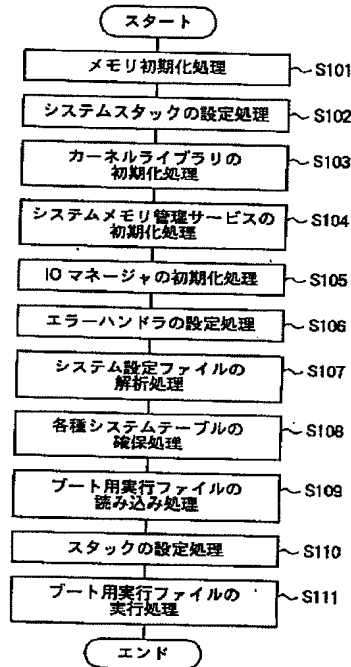 スタート
メモリ初期化処理
S101
システムスタックの設定処理
S102
カーネルライブラリの
初期化処理
S103
システムメモリ管理サービスの
初期化処理
S104
IO マネージャの初期化処理
S105
エラーハンドラの設定処理
S106
システム設定ファイルの
解析処理
S107
各種システムテーブルの
確保処理
S108
ブート用実行ファイルの
読み込み処理
S109
スタックの設定処理
S110
ブート用実行ファイルの
実行処理
S111
エンド